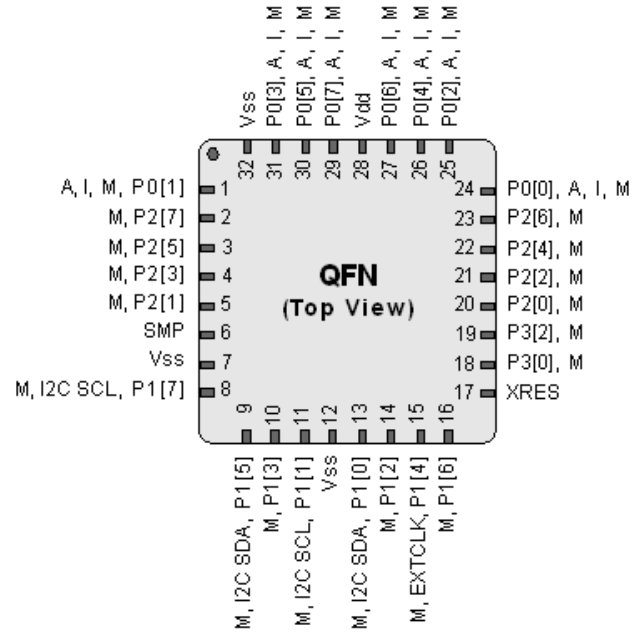 Vss
P0[3], A, I, M
P0[5], A, I, M
P0[7], A, I, M
Vdd
P0[6], A, I, M
P0[4], A, I, M
P0[2], A, I, M
32
31
30
29
28
27
26
25
A, I, M, P0[1] 1
M, P2[7] 2
M, P2[5] 3
M, P2[3] 4
M, P2[1] 5
SMP 6
Vss 7
M, I2C SCL, P1[7] 8
QFN
(Top View)
24 P0[0], A, I, M
23 P2[6], M
22 P2[4], M
21 P2[2], M
20 P2[0], M
19 P3[2], M
18 P3[0], M
17 XRES
9
10
11
12
13
14
15
16
M, I2C SDA, P1[5]
M, P1[3]
M, I2C SCL, P1[1]
Vss
M, I2C SDA, P1[0]
M, P1[2]
M, EXTCLK, P1[4]
M, P1[6]